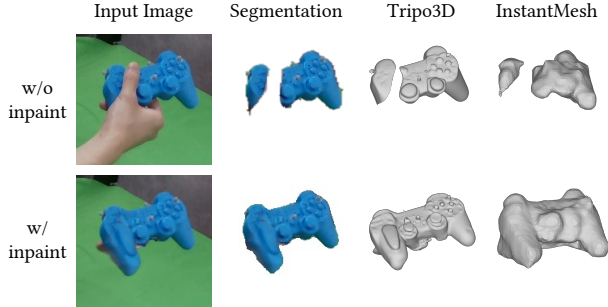 Input Image Segmentation Tripo3D InstantMesh
w/o
inpaint
w/
inpaint